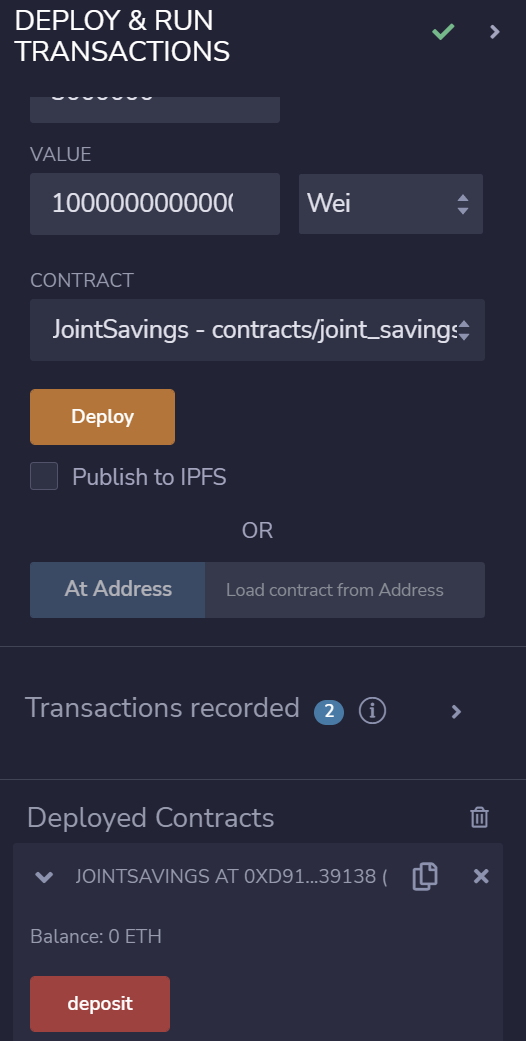 DEPLOY & RUN
TRANSACTIONS
VALUE
1000000000000
Wei
CONTRACT
JointSavings - contracts/joint_savings
Deploy
Publish to IPFS
OR
At Address
Load contract from Address
Transactions recorded 2
Deployed Contracts
JOINTSAVINGS AT 0XD91...39138 (
Balance: 0 ETH
deposit